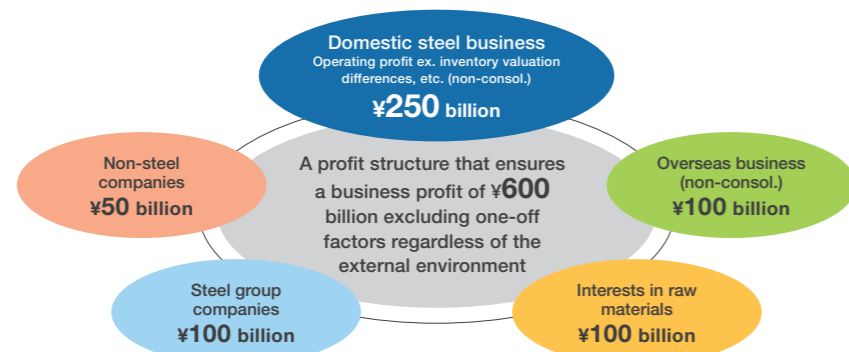 Domestic steel business
Operating profit ex. inventory valuation
differences, etc. (non-consol.)
¥250 billion
Non-steel
companies
¥50 billion
A profit structure that ensures
a business profit of ¥600
billion excluding one-off
factors regardless of the
external environment
Overseas business
(non-consol.)
¥100 billion
Steel group
companies
¥100 billion
Interests in raw
materials
¥100 billion